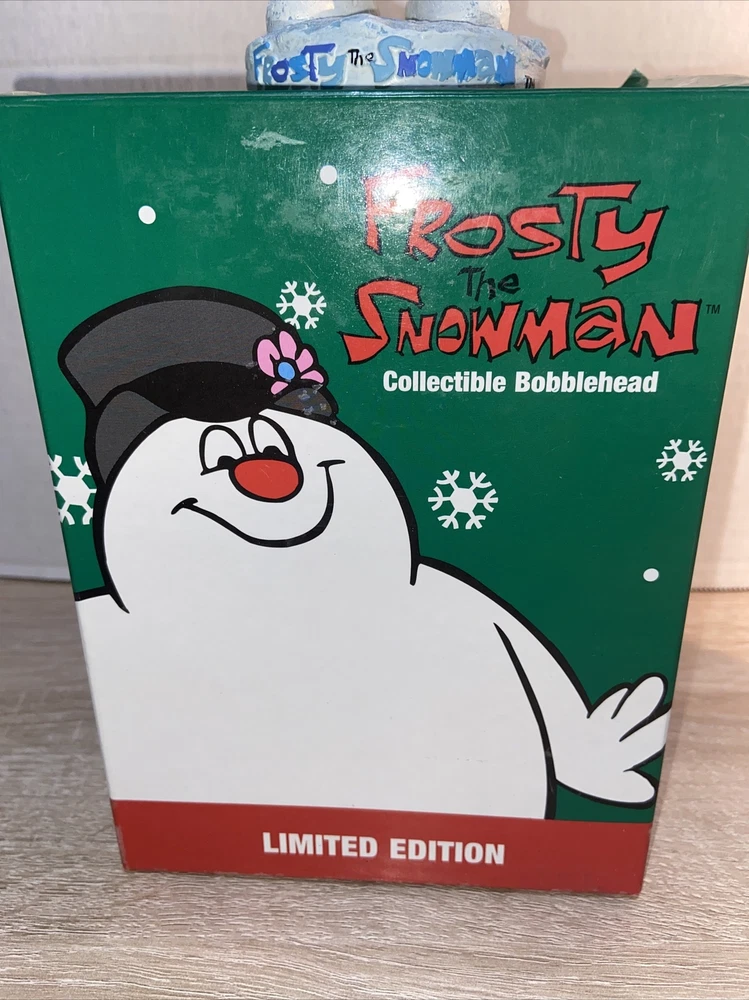 Frosty The Snowman
Frosty
The
Snowman™
Collectible Bobblehead
LIMITED EDITION